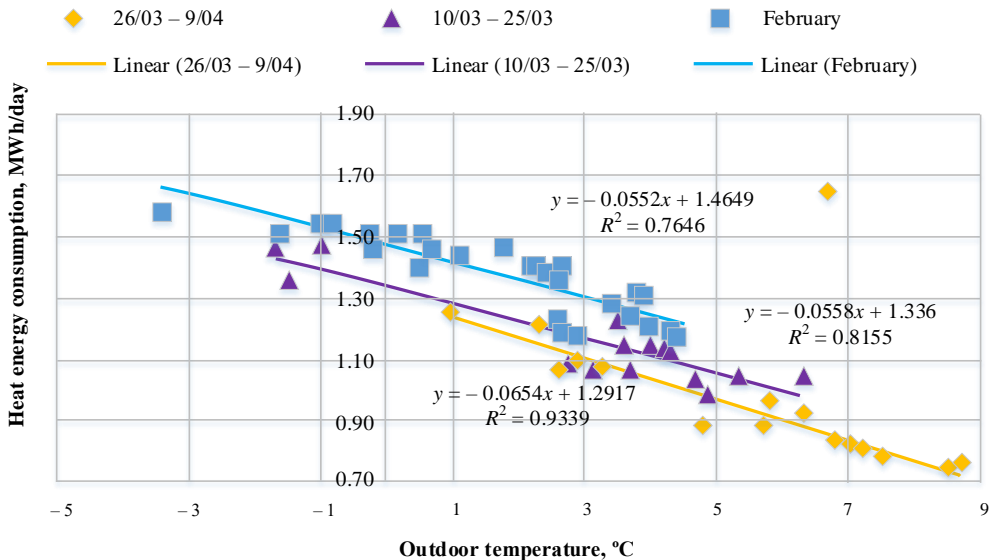 26/03 – 9/04 10/03 – 25/03 February
Linear (26/03 – 9/04) Linear (10/03 – 25/03) Linear (February)
Heat energy consumption, MWh/day
1.90
1.70
1.50
1.30
1.10
0.90
0.70
y = – 0.0552x + 1.4649
R² = 0.7646
y = – 0.0558x + 1.336
R² = 0.8155
y = – 0.0654x + 1.2917
R² = 0.9339
– 5 – 3 – 1 1 3 5 7 9
Outdoor temperature, ºC